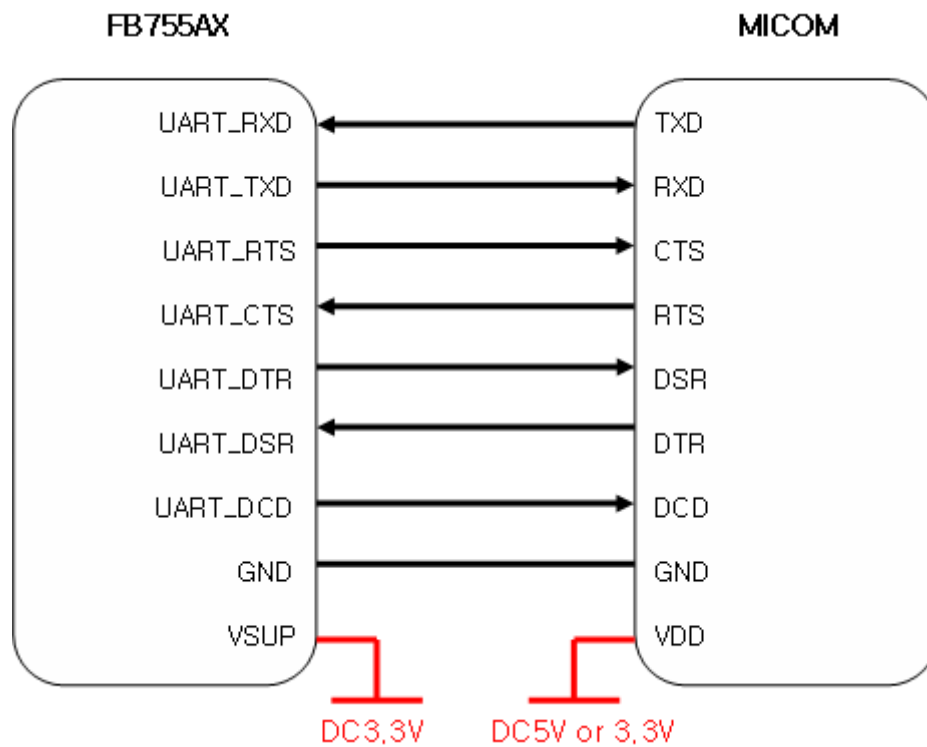 FB755AX MICOM
UART_RXD TXD
UART_TXD RXD
UART_RTS CTS
UART_CTS RTS
UART_DTR DSR
UART_DSR DTR
UART_DCD DCD
GND GND
VSUP VDD
DC3,3V DC5V or 3,3V